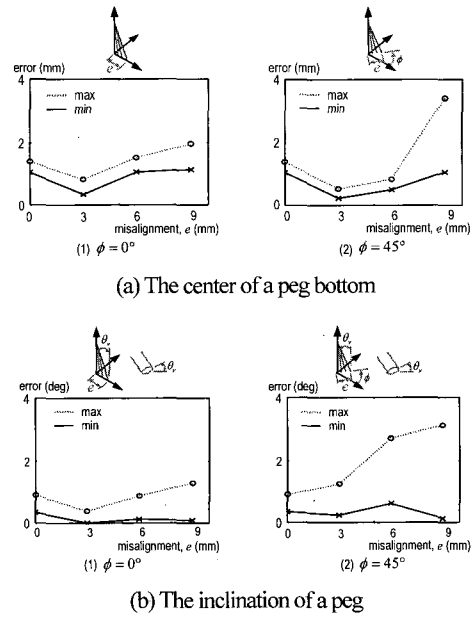 e
e
ϕ
error (mm)
error (mm)
4
max
min
2
0
0
3
6
9
misalignment, e (mm)
(1) ϕ = 0°
4
max
min
2
0
0
3
6
9
misalignment, e (mm)
(2) ϕ = 45°
(a) The center of a peg bottom
θr
e
θr
θr
e
ϕ
θr
error (deg)
error (deg)
4
max
min
2
0
0
3
6
9
misalignment, e (mm)
(1) ϕ = 0°
4
max
min
2
0
0
3
6
9
misalignment, e (mm)
(2) ϕ = 45°
(b) The inclination of a peg